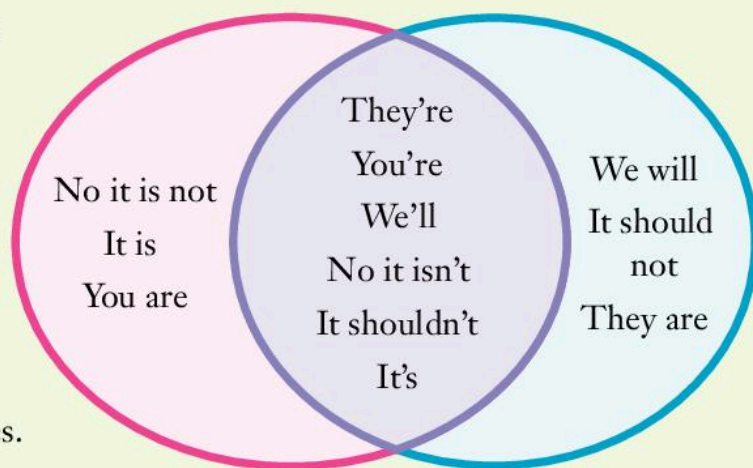 No it is not
It is
You are
They're
You're
We'll
No it isn't
It shouldn't
It's
We will
It should
not
They are